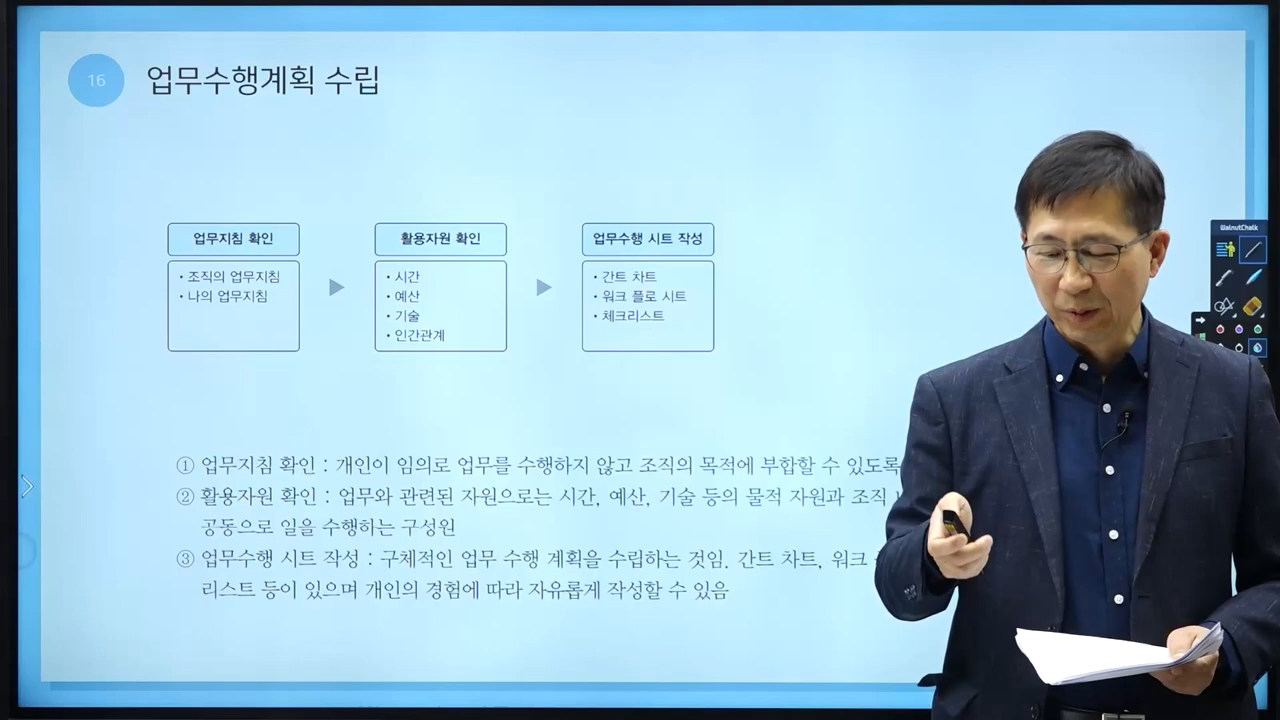 16
업무수행계획 수립
업무지침 확인
• 조직의 업무지침
• 나의 업무지침
활용자원 확인
• 시간
• 예산
• 기술
• 인간관계
업무수행 시트 작성
• 간트 차트
• 워크 플로 시트
• 체크리스트
① 업무지침 확인 : 개인이 임의로 업무를 수행하지 않고 조직의 목적에 부합할 수 있도록
② 활용자원 확인 : 업무와 관련된 자원으로는 시간, 예산, 기술 등의 물적 자원과 조직
공동으로 일을 수행하는 구성원
③ 업무수행 시트 작성 : 구체적인 업무 수행 계획을 수립하는 것임. 간트 차트, 워크
리스트 등이 있으며 개인의 경험에 따라 자유롭게 작성할 수 있음
WalnutChalk